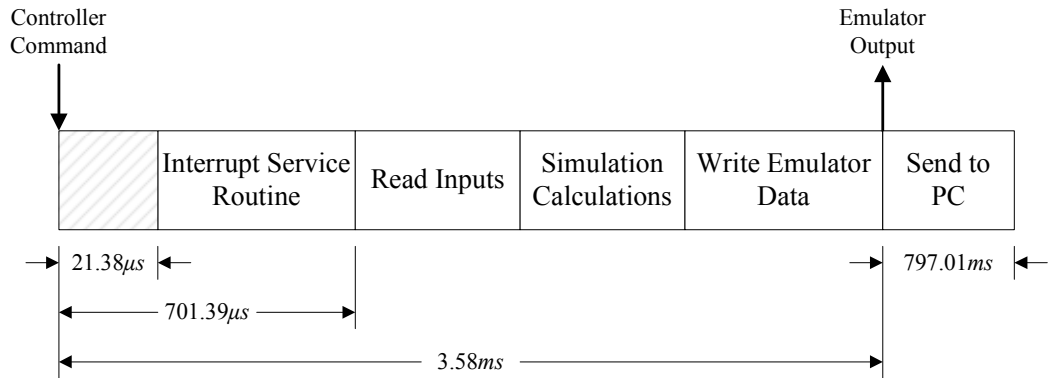 Controller
Command
Emulator
Output
Interrupt Service
Routine
Read Inputs
Simulation
Calculations
Write Emulator
Data
Send to
PC
21.38μs
797.01ms
701.39μs
3.58ms